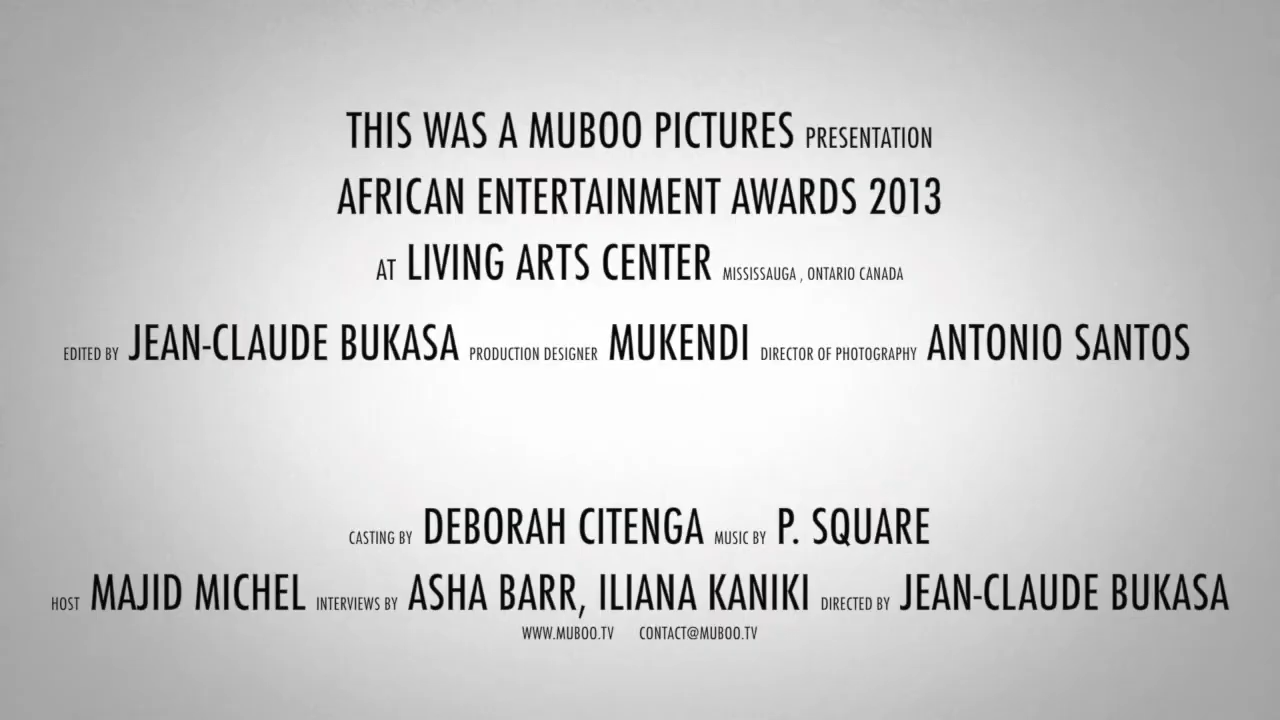 THIS WAS A MUBOO PICTURES PRESENTATION
AFRICAN ENTERTAINMENT AWARDS 2013
AT LIVING ARTS CENTER MISSISSAUGA , ONTARIO CANADA
EDITED BY JEAN-CLAUDE BUKASA PRODUCTION DESIGNER MUKENDI DIRECTOR OF PHOTOGRAPHY ANTONIO SANTOS
CASTING BY DEBORAH CITENGA MUSIC BY P. SQUARE
HOST MAJID MICHEL INTERVIEWS BY ASHA BARR, ILIANA KANIKI DIRECTED BY JEAN-CLAUDE BUKASA
WWW.MUBOO.TV CONTACT@MUBOO.TV